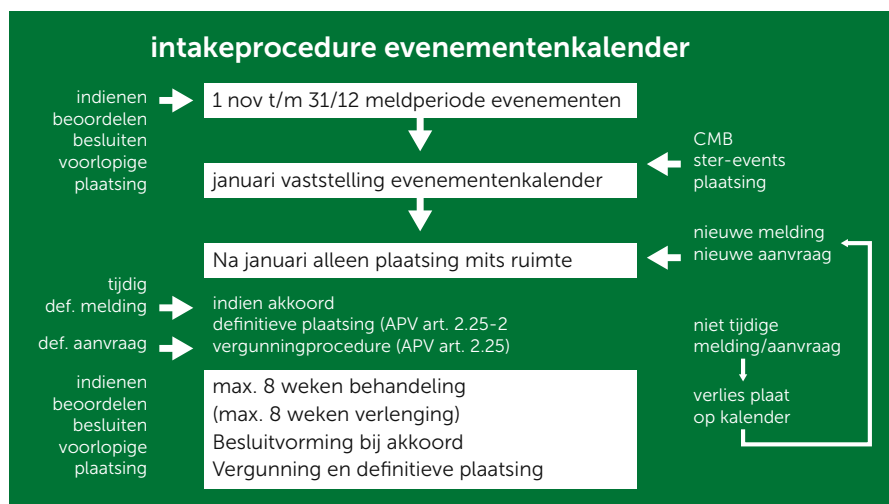 intakeprocedure evenementenkalender
indienen
beoordelen
besluiten
voorlopige
plaatsing
1 nov t/m 31/12 meldperiode evenementen
januari vaststelling evenementenkalender
CMB
ster-events
plaatsing
Na januari alleen plaatsing mits ruimte
nieuwe melding
nieuwe aanvraag
tijdig
def. melding
def. aanvraag
indien akkoord
definitieve plaatsing (APV art. 2.25-2
vergunningprocedure (APV art. 2.25)
niet tijdige
melding/aanvraag
verlies plaat
op kalender
indienen
beoordelen
besluiten
voorlopige
plaatsing
max. 8 weken behandeling
(max. 8 weken verlenging)
Besluitvorming bij akkoord
Vergunning en definitieve plaatsing